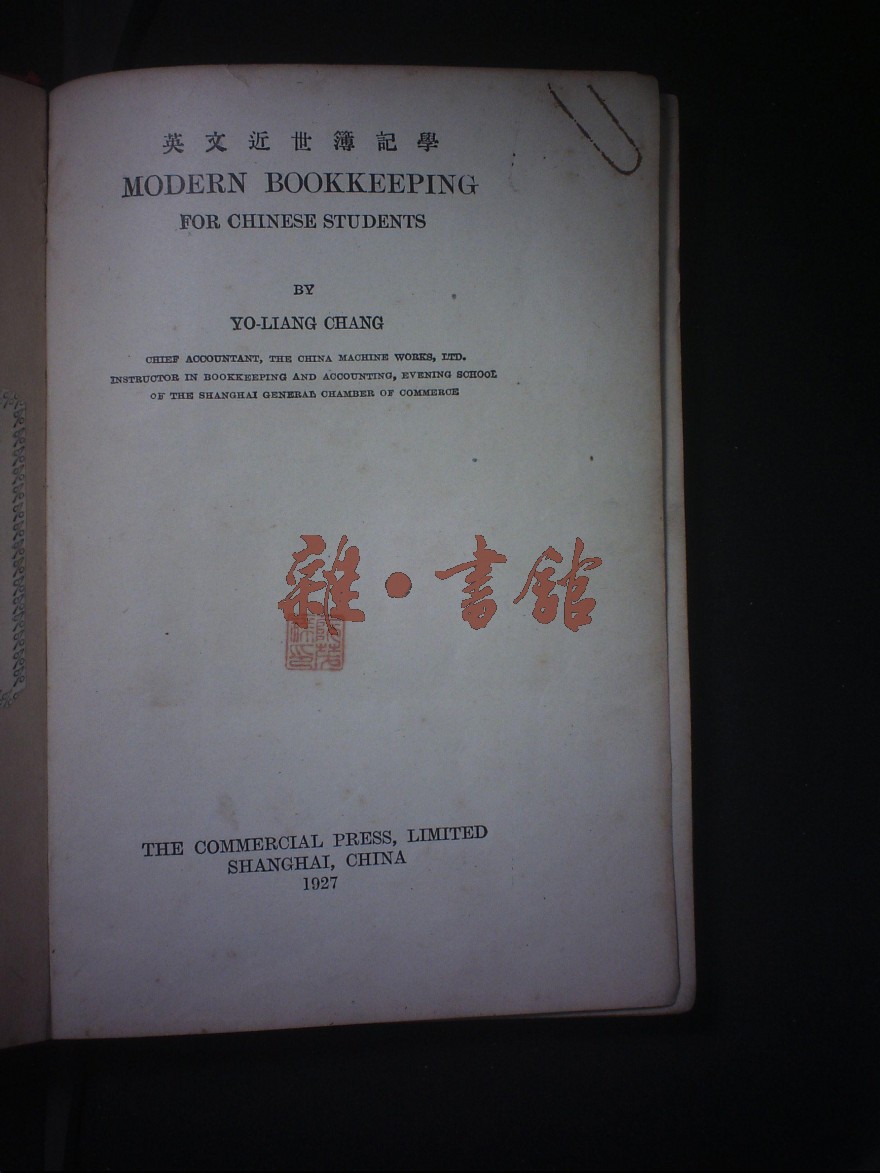 英文近世簿記學
MODERN BOOKKEEPING
FOR CHINESE STUDENTS
BY
YO-LIANG CHANG
CHIEF ACCOUNTANT, THE CHINA MACHINE WORKS, LTD.
INSTRUCTOR IN BOOKKEEPING AND ACCOUNTING, EVENING SCHOOL
OF THE SHANGHAI GENERAL CHAMBER OF COMMERCE
雜·書館
THE COMMERCIAL PRESS, LIMITED
SHANGHAI, CHINA
1927